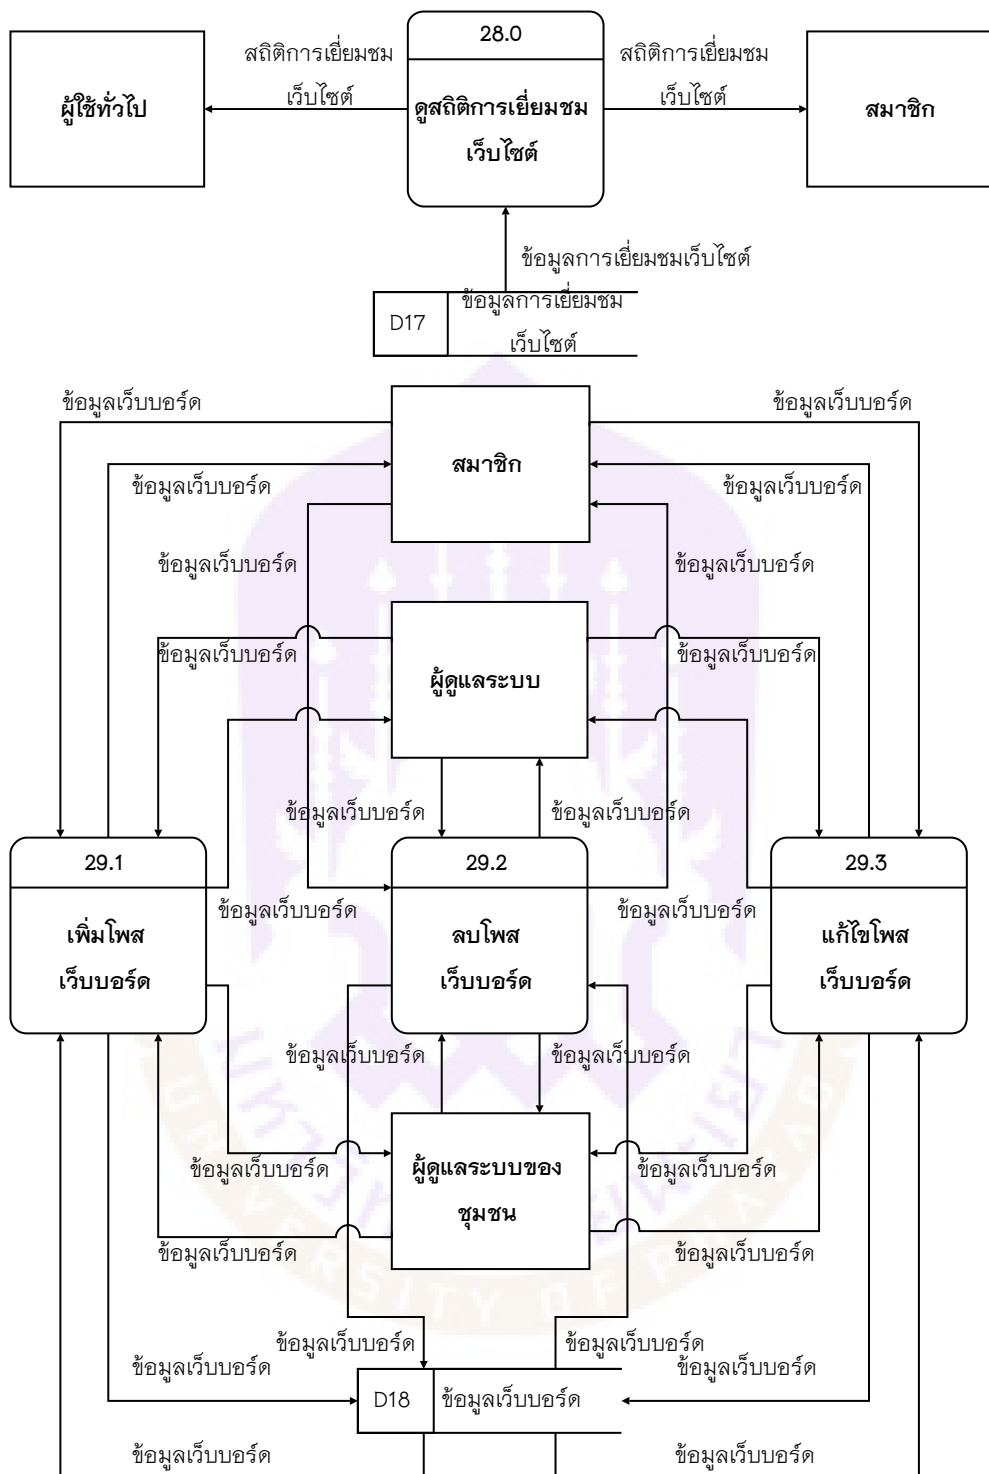 28.0
สถิติการเยี่ยมชม
เว็บไซต์
สถิติการเยี่ยมชม
เว็บไซต์
ผู้ใช้ทั่วไป
ดูสถิติการเยี่ยมชม
เว็บไซต์
สมาชิก
ข้อมูลการเยี่ยมชมเว็บไซต์
D17
ข้อมูลการเยี่ยมชม
เว็บไซต์
ข้อมูลเว็บบอร์ด
ข้อมูลเว็บบอร์ด
สมาชิก
ข้อมูลเว็บบอร์ด
ข้อมูลเว็บบอร์ด
ข้อมูลเว็บบอร์ด
ข้อมูลเว็บบอร์ด
ข้อมูลเว็บบอร์ด
ข้อมูลเว็บบอร์ด
ผู้ดูแลระบบ
ข้อมูลเว็บบอร์ด
ข้อมูลเว็บบอร์ด
29.1
29.2
29.3
ข้อมูลเว็บบอร์ด
ข้อมูลเว็บบอร์ด
เพิ่มโพส
เว็บบอร์ด
ลบโพส
เว็บบอร์ด
แก้ไขโพส
เว็บบอร์ด
ข้อมูลเว็บบอร์ด
ข้อมูลเว็บบอร์ด
ข้อมูลเว็บบอร์ด
ข้อมูลเว็บบอร์ด
ผู้ดูแลระบบของ
ชุมชน
ข้อมูลเว็บบอร์ด
ข้อมูลเว็บบอร์ด
ข้อมูลเว็บบอร์ด
ข้อมูลเว็บบอร์ด
ข้อมูลเว็บบอร์ด
ข้อมูลเว็บบอร์ด
D18
ข้อมูลเว็บบอร์ด
ข้อมูลเว็บบอร์ด
ข้อมูลเว็บบอร์ด
UNIVERSITY OF PHAYAO